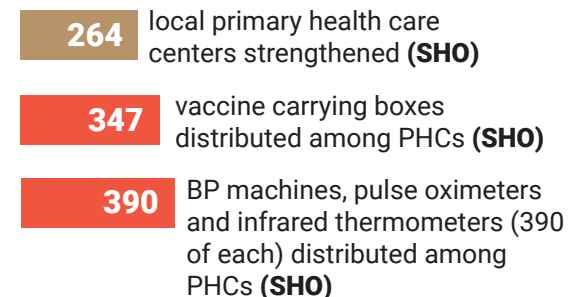 264
local primary health care
centers strengthened (SHO)
347
vaccine carrying boxes
distributed among PHCs (SHO)
390
BP machines, pulse oximeters
and infrared thermometers (390
of each) distributed among
PHCs (SHO)